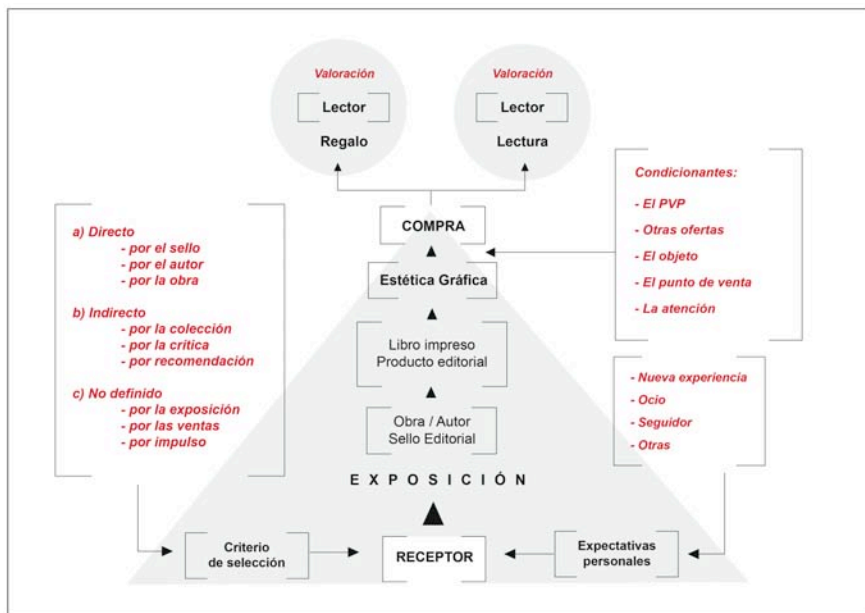 Valoración
Lector
Regalo
Valoración
Lector
Lectura
Condicionantes:
- El PVP
- Otras ofertas
- El objeto
- El punto de venta
- La atención
a) Directo
- por el sello
- por el autor
- por la obra
b) Indirecto
- por la colección
- por la crítica
- por recomendación
c) No definido
- por la exposición
- por las ventas
- por impulso
COMPRA
Estética Gráfica
Libro impreso
Producto editorial
Obra / Autor
Sello Editorial
- Nueva experiencia
- Ocio
- Seguidor
- Otras
EXPOSICIÓN
Criterio
de selección
RECEPTOR
Expectativas
personales